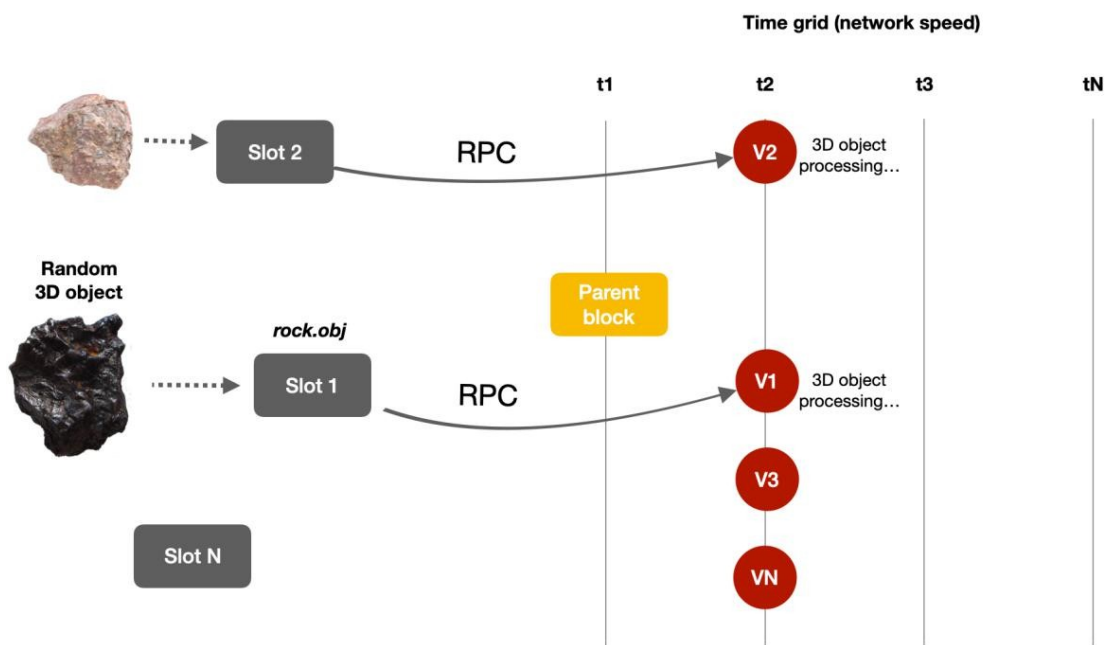 Time grid (network speed)
t1
t2
t3
tN
Slot 2
RPC
V2
3D object
processing…
Random
3D object
Parent
block
rock.obj
Slot 1
RPC
V1
3D object
processing…
V3
Slot N
VN